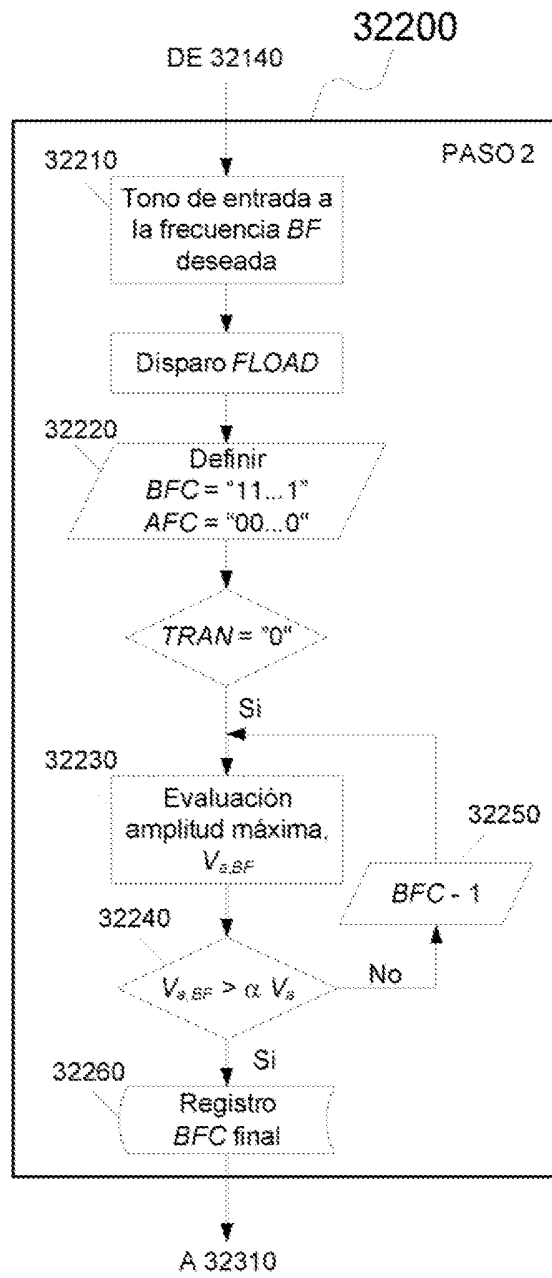 32200
DE 32140
PASO 2
32210
Tono de entrada a
la frecuencia BF
deseada
Disparo FLOAD
32220
Definir
BFC = "11...1"
AFC = "00...0"
TRAN = "0"
Si
32230
Evaluación
amplitud máxima,
Va,BF
32250
BFC - 1
32240
Va,BF > α Va
No
Si
32260
Registro
BFC final
A 32310